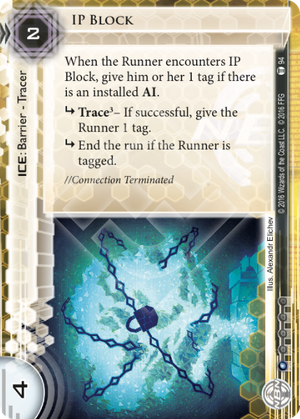 IP Block
2
ICE: Barrier - Tracer
When the Runner encounters IP
Block, give him or her 1 tag if there
is an installed AI.
↳ Trace³– If successful, give the
Runner 1 tag.
↳ End the run if the Runner is
tagged.
//Connection Terminated
94
© 2016 Wizards of the Coast LLC. © 2016 FFG
Illus. Alexandr Elichev
4